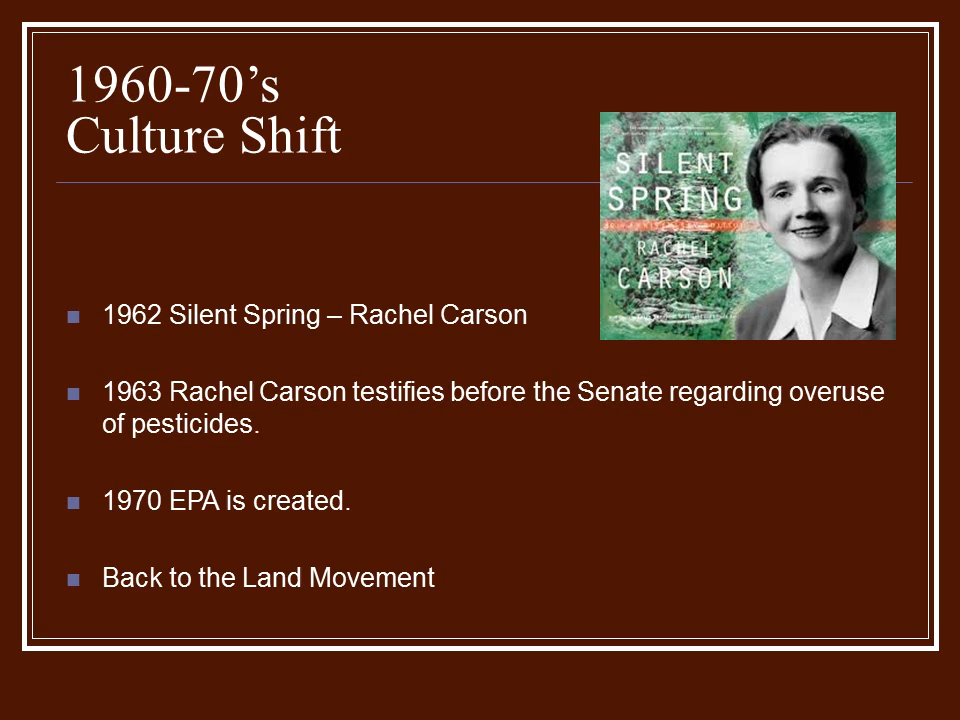 1960-70’s
Culture Shift
SILENT
SPRING
RACHEL
CARSON
1962 Silent Spring – Rachel Carson
1963 Rachel Carson testifies before the Senate regarding overuse
of pesticides.
1970 EPA is created.
Back to the Land Movement